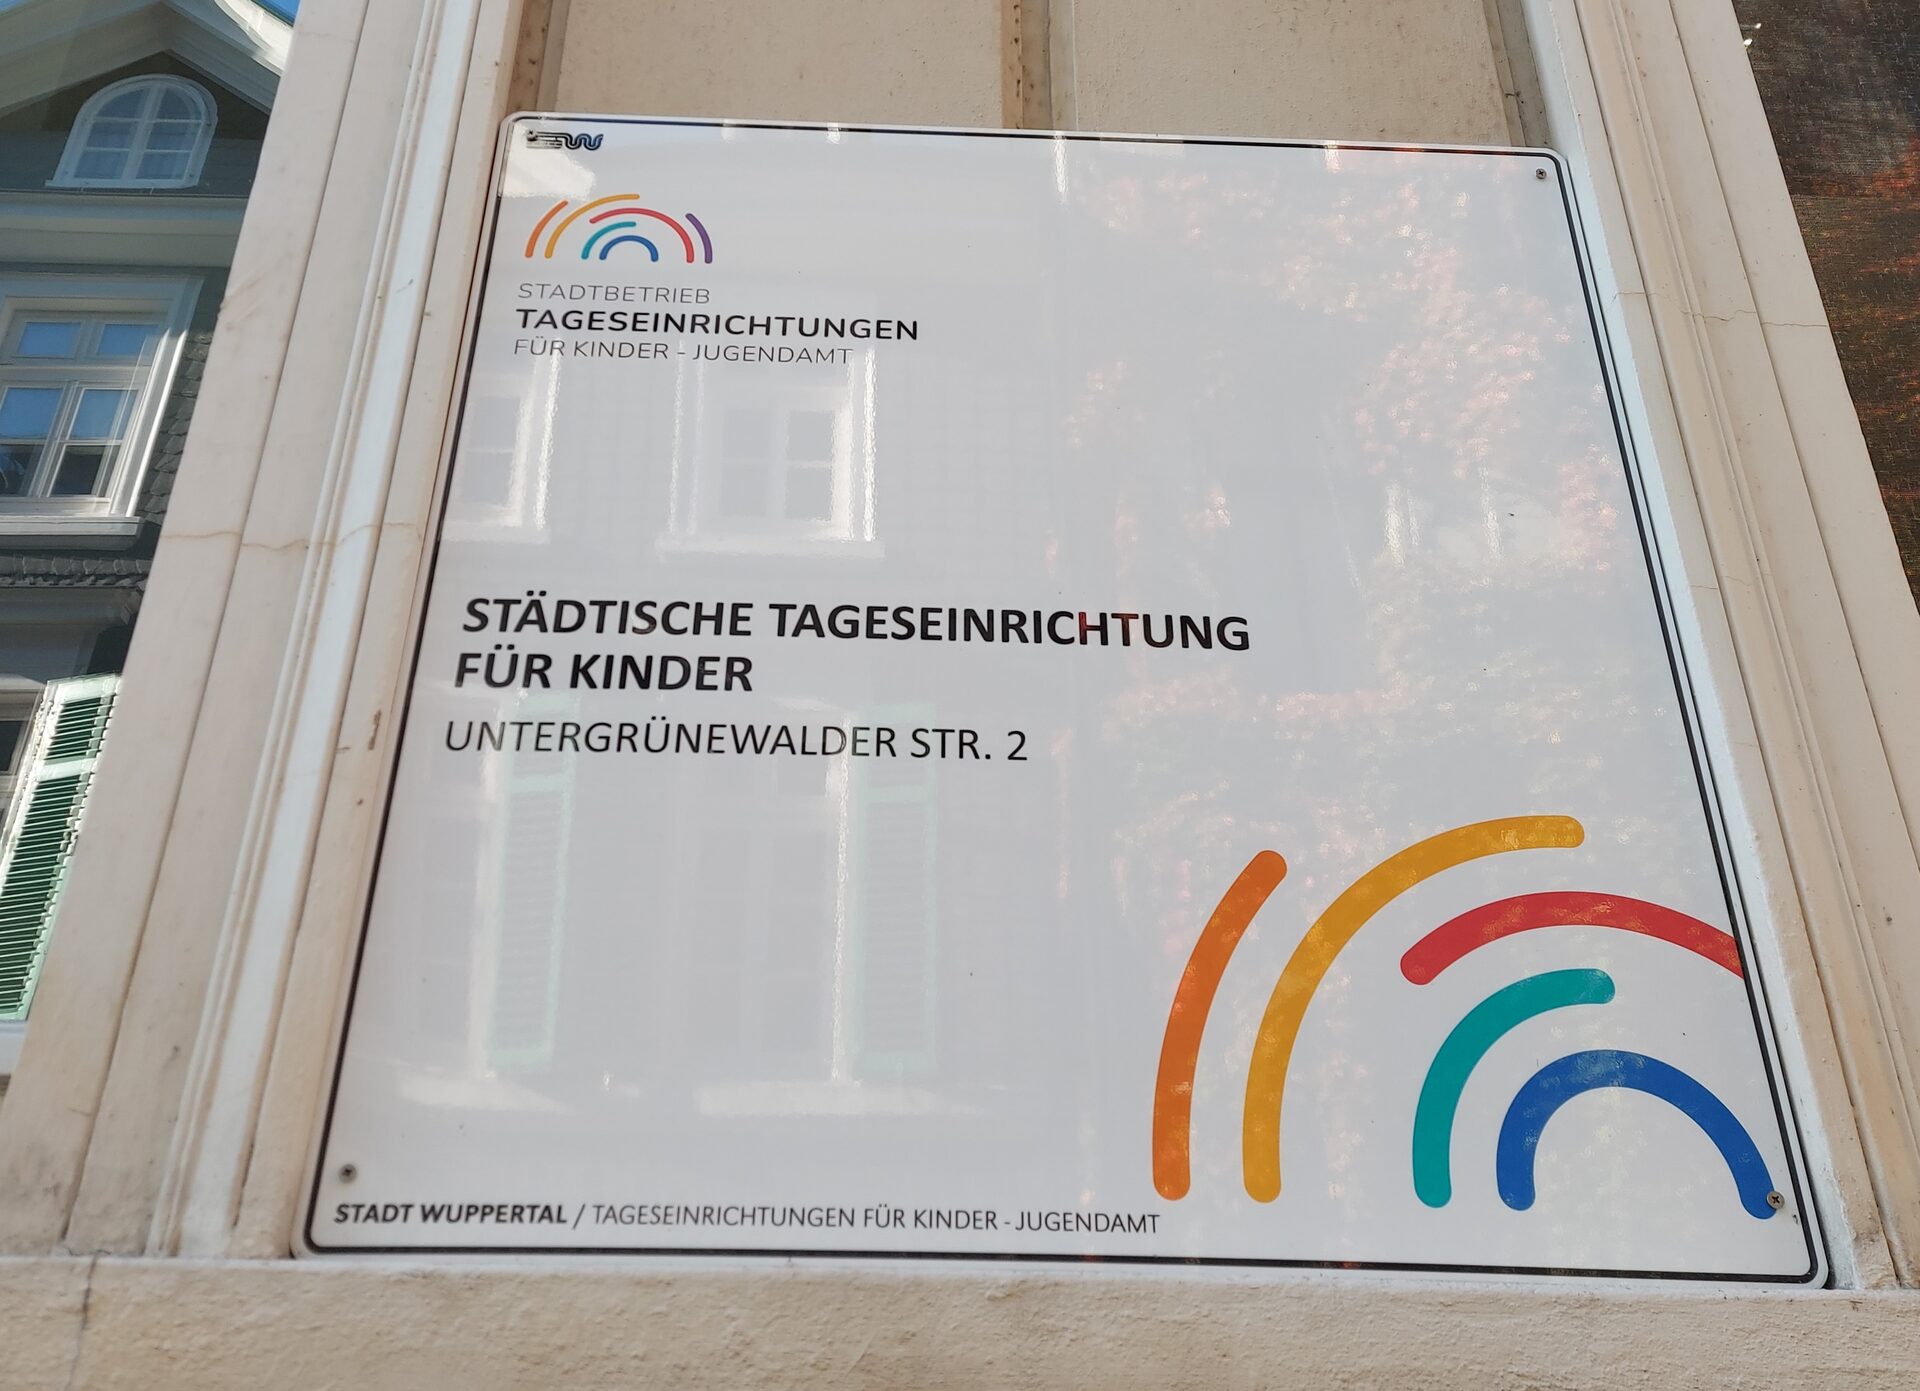 STADTBETRIEB
TAGESEINRICHTUNGEN
FÜR KINDER - JUGENDAMT
STÄDTISCHE TAGESEINRICHTUNG
FÜR KINDER
UNTERGRÜNEWALDER STR. 2
STADT WUPPERTAL / TAGESEINRICHTUNGEN FÜR KINDER - JUGENDAMT